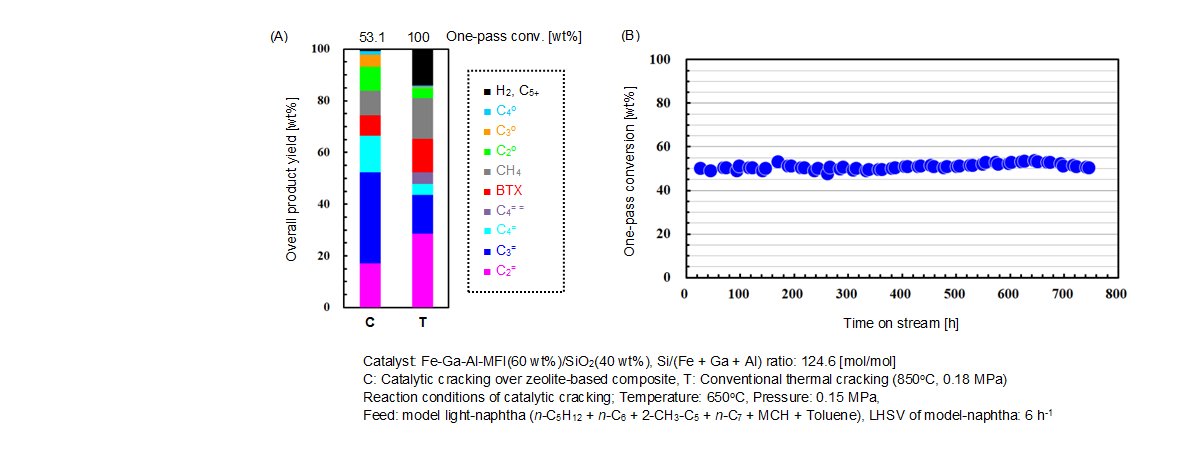 (A) 53.1 100 One-pass conv. [wt%]
Overall product yield [wt%]
100
80
60
40
20
0
C T
H₂, C₅₊
C₄º
C₃º
C₂º
CH₄
BTX
C₄⁼ ⁼
C₄⁼
C₃⁼
C₂⁼
(B)
One-pass conversion [wt%]
100
80
60
40
20
0
0 100 200 300 400 500 600 700 800
Time on stream [h]
Catalyst: Fe-Ga-Al-MFI(60 wt%)/SiO₂(40 wt%), Si/(Fe + Ga + Al) ratio: 124.6 [mol/mol]
C: Catalytic cracking over zeolite-based composite, T: Conventional thermal cracking (850ºC, 0.18 MPa)
Reaction conditions of catalytic cracking; Temperature: 650ºC, Pressure: 0.15 MPa,
Feed: model light-naphtha (n-C₅H₁₂ + n-C₆ + 2-CH₃-C₅ + n-C₇ + MCH + Toluene), LHSV of model-naphtha: 6 h⁻¹